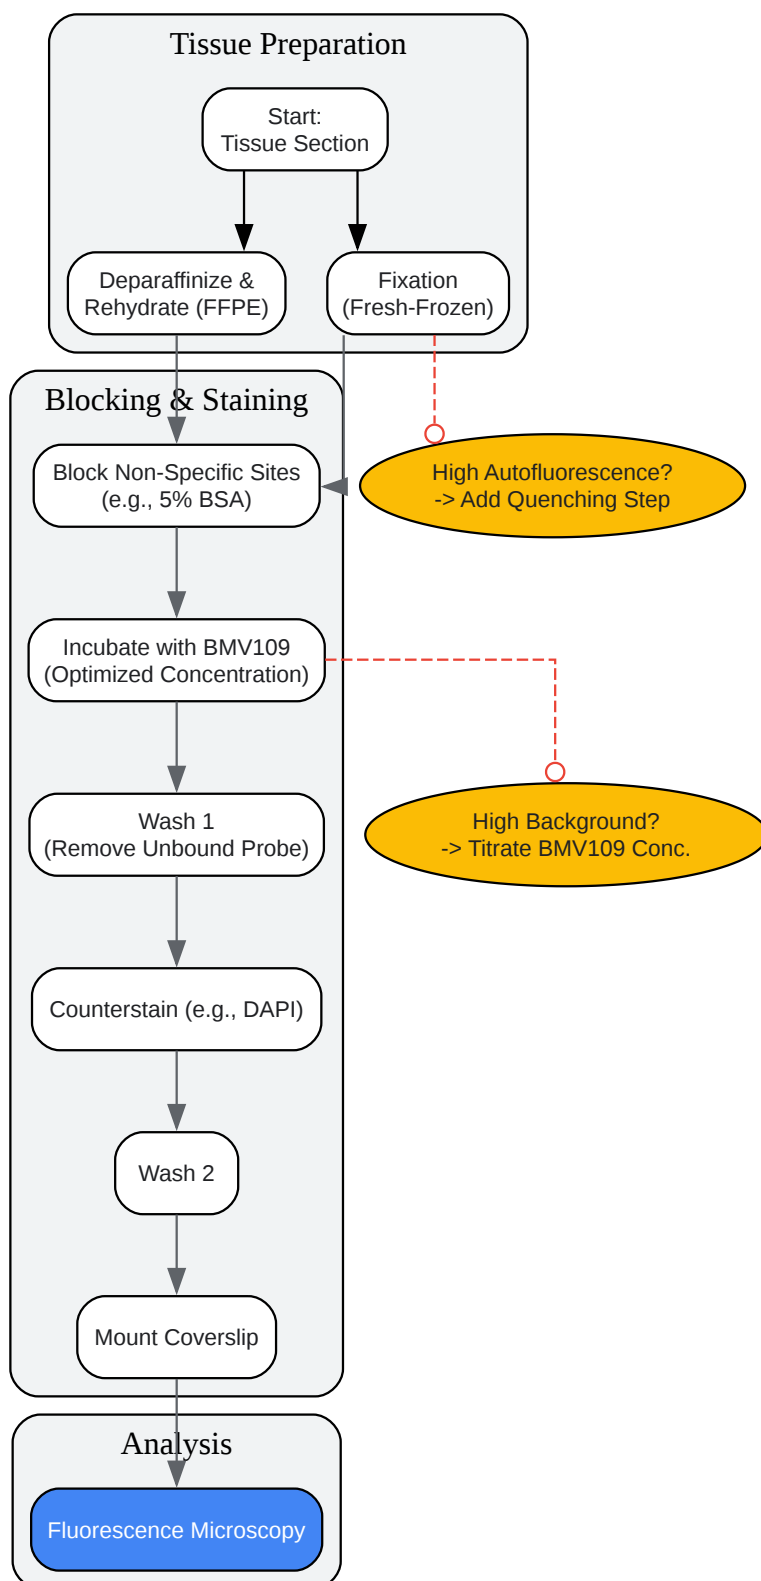 Tissue Preparation
Start:
Tissue Section
Deparaffinize &
Rehydrate (FFPE)
Fixation
(Fresh-Frozen)
Blocking & Staining
Block Non-Specific Sites
(e.g., 5% BSA)
High Autofluorescence?
-> Add Quenching Step
Incubate with BMV109
(Optimized Concentration)
Wash 1
(Remove Unbound Probe)
High Background?
-> Titrate BMV109 Conc.
Counterstain (e.g., DAPI)
Wash 2
Mount Coverslip
Analysis
Fluorescence Microscopy